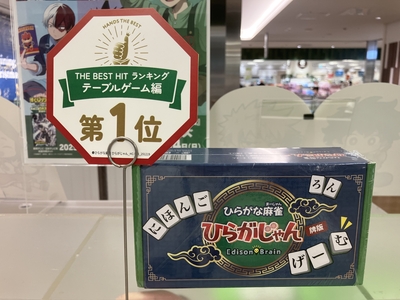 HANDS THE BEST
THE BEST HIT ランキング
テーブルゲーム編
第1位
にほんご
ろん
ひらがな麻雀
ひらがじゃん
牌版
Edison Brain
げーむ